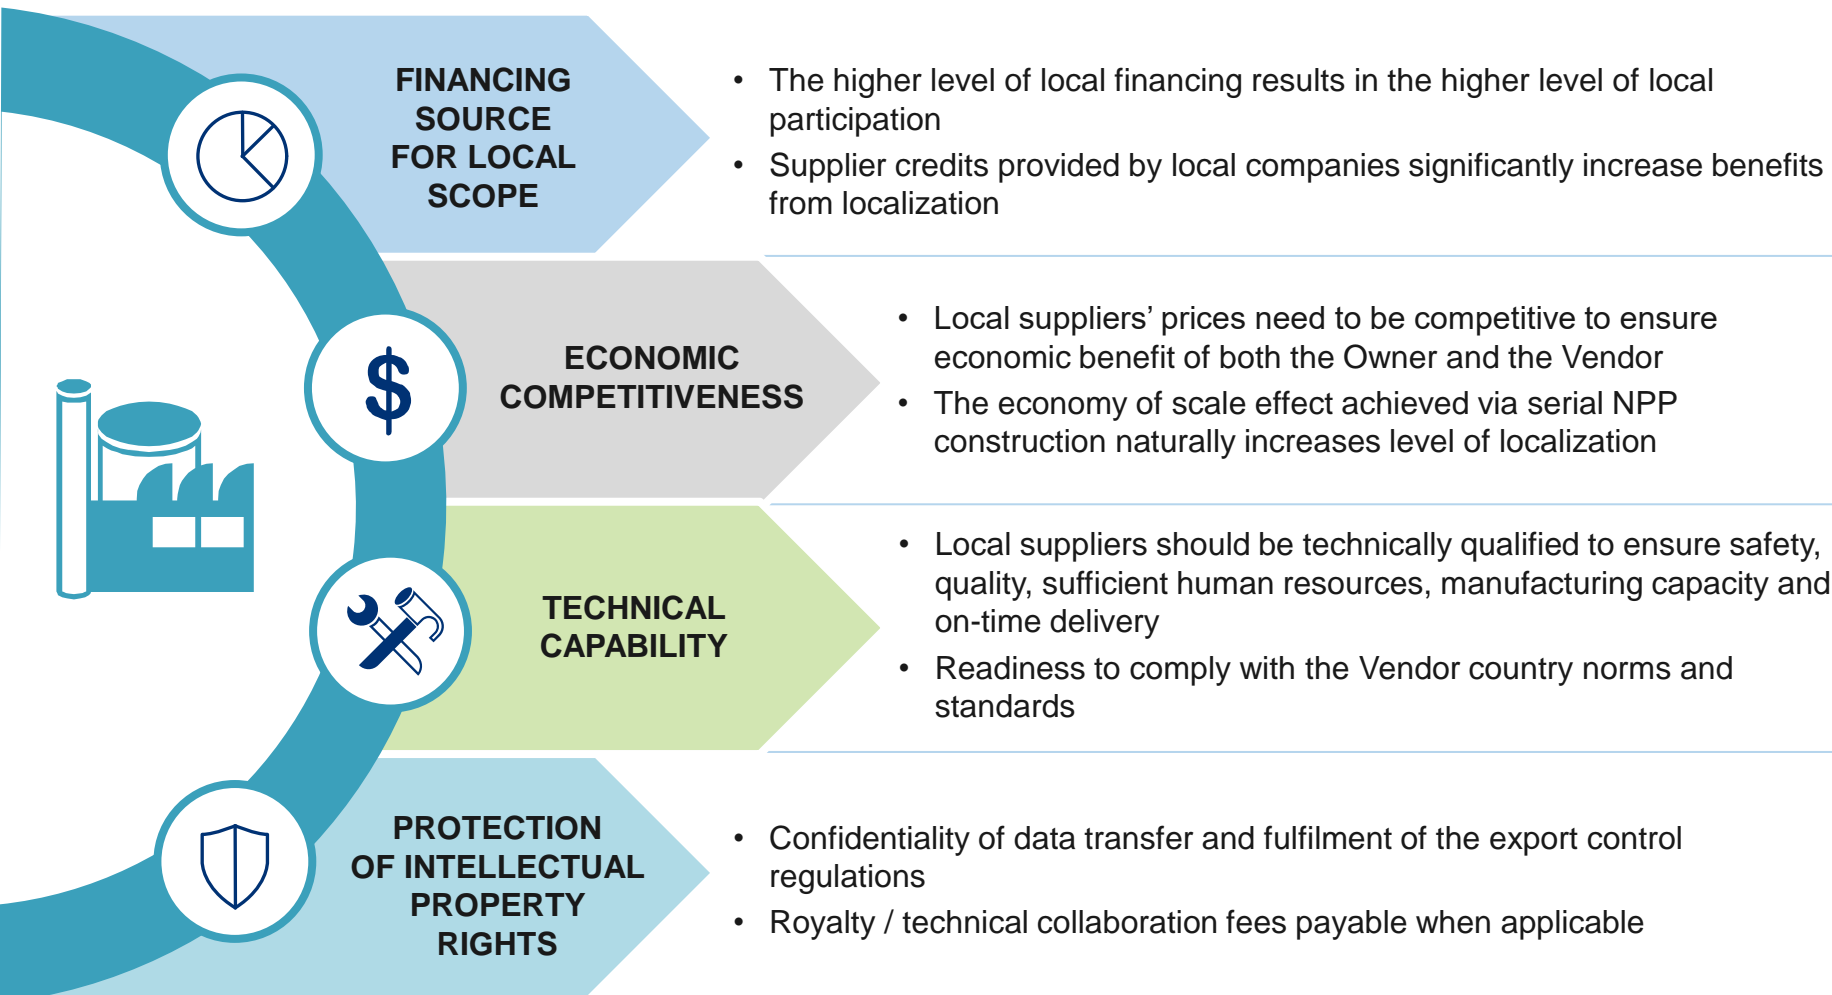 FINANCING
SOURCE
FOR LOCAL
SCOPE
• The higher level of local financing results in the higher level of local
participation
• Supplier credits provided by local companies significantly increase benefits
from localization
$
ECONOMIC
COMPETITIVENESS
• Local suppliers’ prices need to be competitive to ensure
economic benefit of both the Owner and the Vendor
• The economy of scale effect achieved via serial NPP
construction naturally increases level of localization
TECHNICAL
CAPABILITY
• Local suppliers should be technically qualified to ensure safety,
quality, sufficient human resources, manufacturing capacity and
on-time delivery
• Readiness to comply with the Vendor country norms and
standards
PROTECTION
OF INTELLECTUAL
PROPERTY
RIGHTS
• Confidentiality of data transfer and fulfilment of the export control
regulations
• Royalty / technical collaboration fees payable when applicable